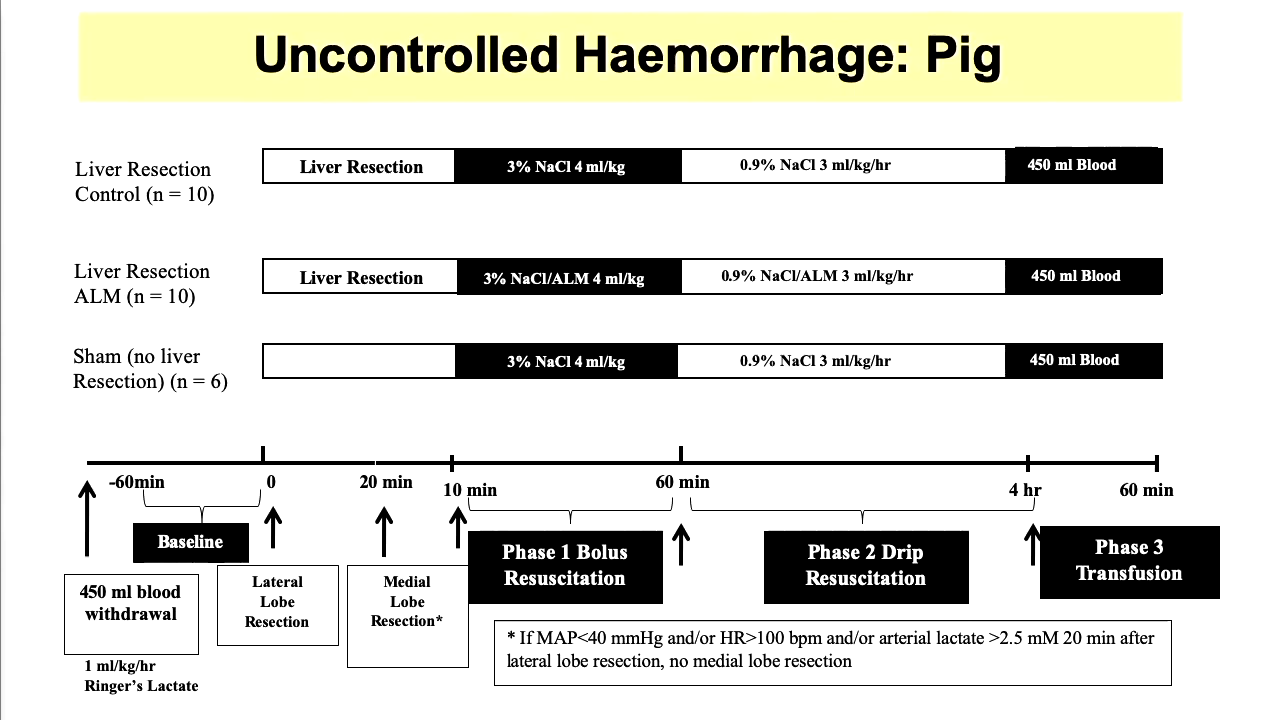 Uncontrolled Haemorrhage: Pig
Liver Resection
Control (n = 10)
Liver Resection
3% NaCl 4 ml/kg
0.9% NaCl 3 ml/kg/hr
450 ml Blood
Liver Resection
ALM (n = 10)
Liver Resection
3% NaCl/ALM 4 ml/kg
0.9% NaCl/ALM 3 ml/kg/hr
450 ml Blood
Sham (no liver
Resection) (n = 6)
3% NaCl 4 ml/kg
0.9% NaCl 3 ml/kg/hr
450 ml Blood
-60min
0
20 min
10 min
60 min
4 hr
60 min
Baseline
450 ml blood
withdrawal
1 ml/kg/hr
Ringer’s Lactate
Lateral
Lobe
Resection
Medial
Lobe
Resection*
Phase 1 Bolus
Resuscitation
Phase 2 Drip
Resuscitation
Phase 3
Transfusion
* If MAP<40 mmHg and/or HR>100 bpm and/or arterial lactate >2.5 mM 20 min after
lateral lobe resection, no medial lobe resection